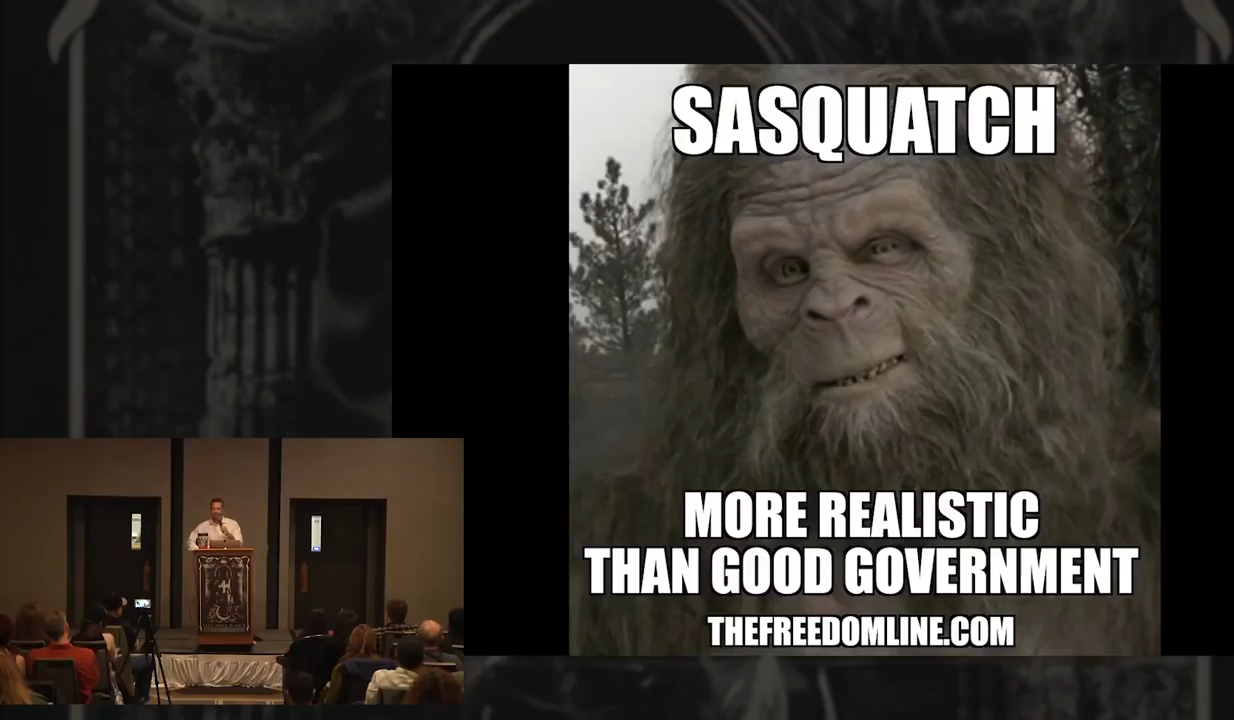 SASQUATCH
MORE REALISTIC
THAN GOOD GOVERNMENT
THEFREEDOMLINE.COM